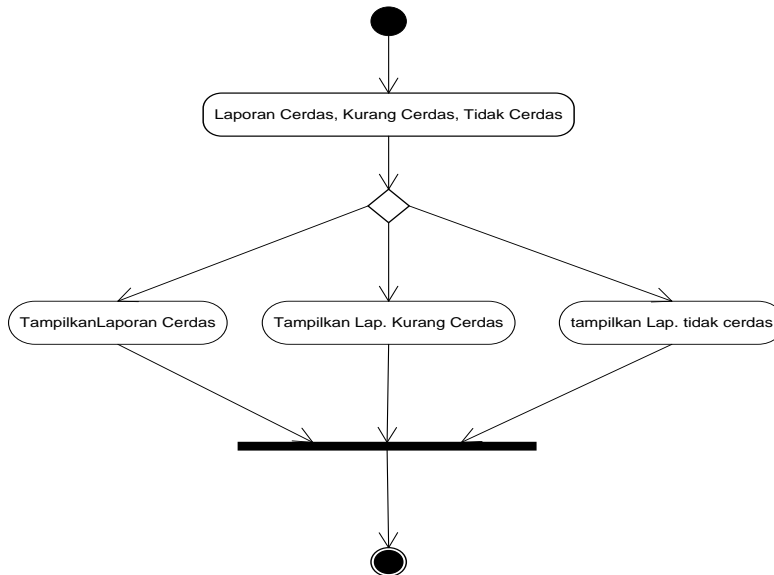 Laporan Cerdas, Kurang Cerdas, Tidak Cerdas
TampilkanLaporan Cerdas
Tampilkan Lap. Kurang Cerdas
tampilkan Lap. tidak cerdas